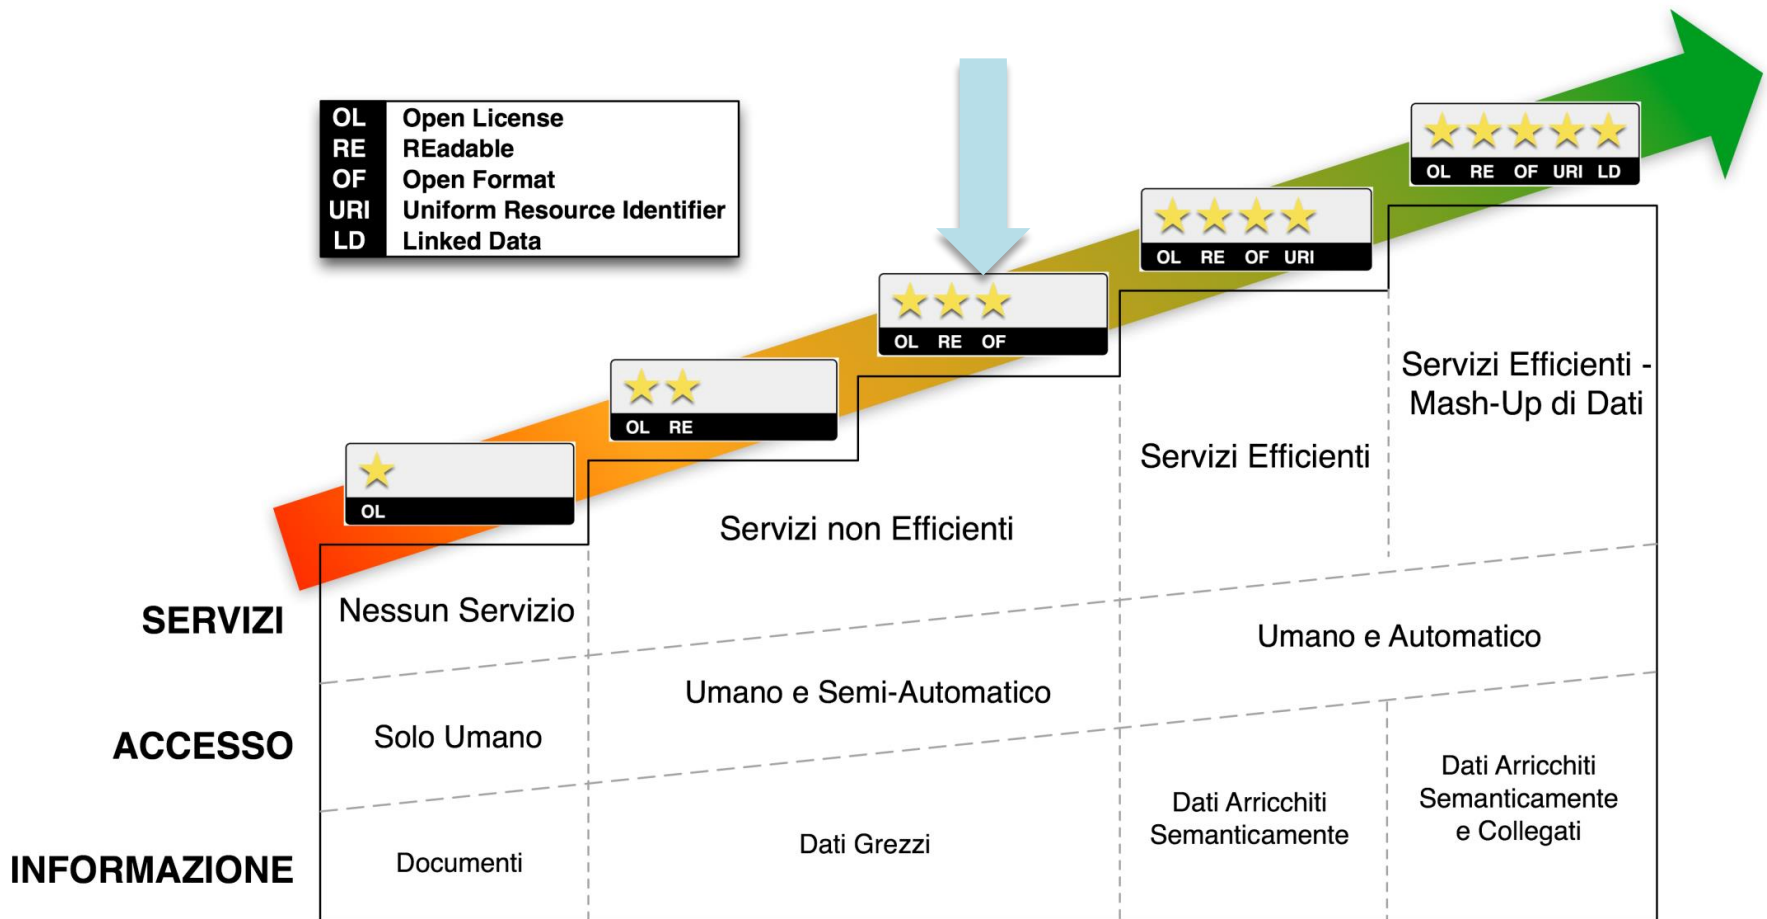 OL Open License
RE REadable
OF Open Format
URI Uniform Resource Identifier
LD Linked Data
OL RE OF URI LD
OL RE OF URI
OL RE OF
OL RE
OL
Servizi Efficienti -
Mash-Up di Dati
Servizi Efficienti
Servizi non Efficienti
SERVIZI
Nessun Servizio
Umano e Automatico
Umano e Semi-Automatico
ACCESSO
Solo Umano
Dati Arricchiti
Semanticamente
e Collegati
Dati Arricchiti
Semanticamente
Dati Grezzi
INFORMAZIONE
Documenti